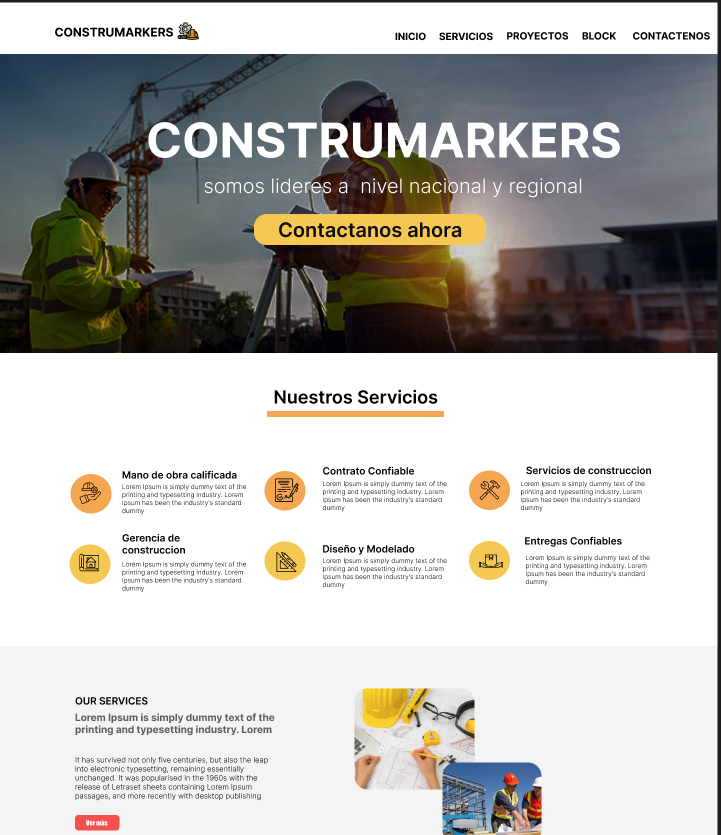 CONSTRUMARKERS
INICIO SERVICIOS PROYECTOS BLOCK CONTACTENOS
CONSTRUMARKERS
somos lideres a nivel nacional y regional
Contactanos ahora
Nuestros Servicios
Mano de obra calificada
Lorem Ipsum is simply dummy text of the
printing and typesetting industry. Lorem
Ipsum has been the industry's standard
dummy
Contrato Confiable
Lorem Ipsum is simply dummy text of the
printing and typesetting industry. Lorem
Ipsum has been the industry's standard
dummy
Servicios de construccion
Lorem Ipsum is simply dummy text of the
printing and typesetting industry. Lorem
Ipsum has been the industry's standard
dummy
Gerencia de
construccion
Lorem Ipsum is simply dummy text of the
printing and typesetting industry. Lorem
Ipsum has been the industry's standard
dummy
Diseño y Modelado
Lorem Ipsum is simply dummy text of the
printing and typesetting industry. Lorem
Ipsum has been the industry's standard
dummy
Entregas Confiables
Lorem Ipsum is simply dummy text of the
printing and typesetting industry. Lorem
Ipsum has been the industry's standard
dummy
OUR SERVICES
Lorem Ipsum is simply dummy text of the
printing and typesetting industry. Lorem
It has survived not only five centuries, but also the leap
into electronic typesetting, remaining essentially
unchanged. It was popularised in the 1960s with the
release of Letraset sheets containing Lorem Ipsum
passages, and more recently with desktop publishing
Ver más